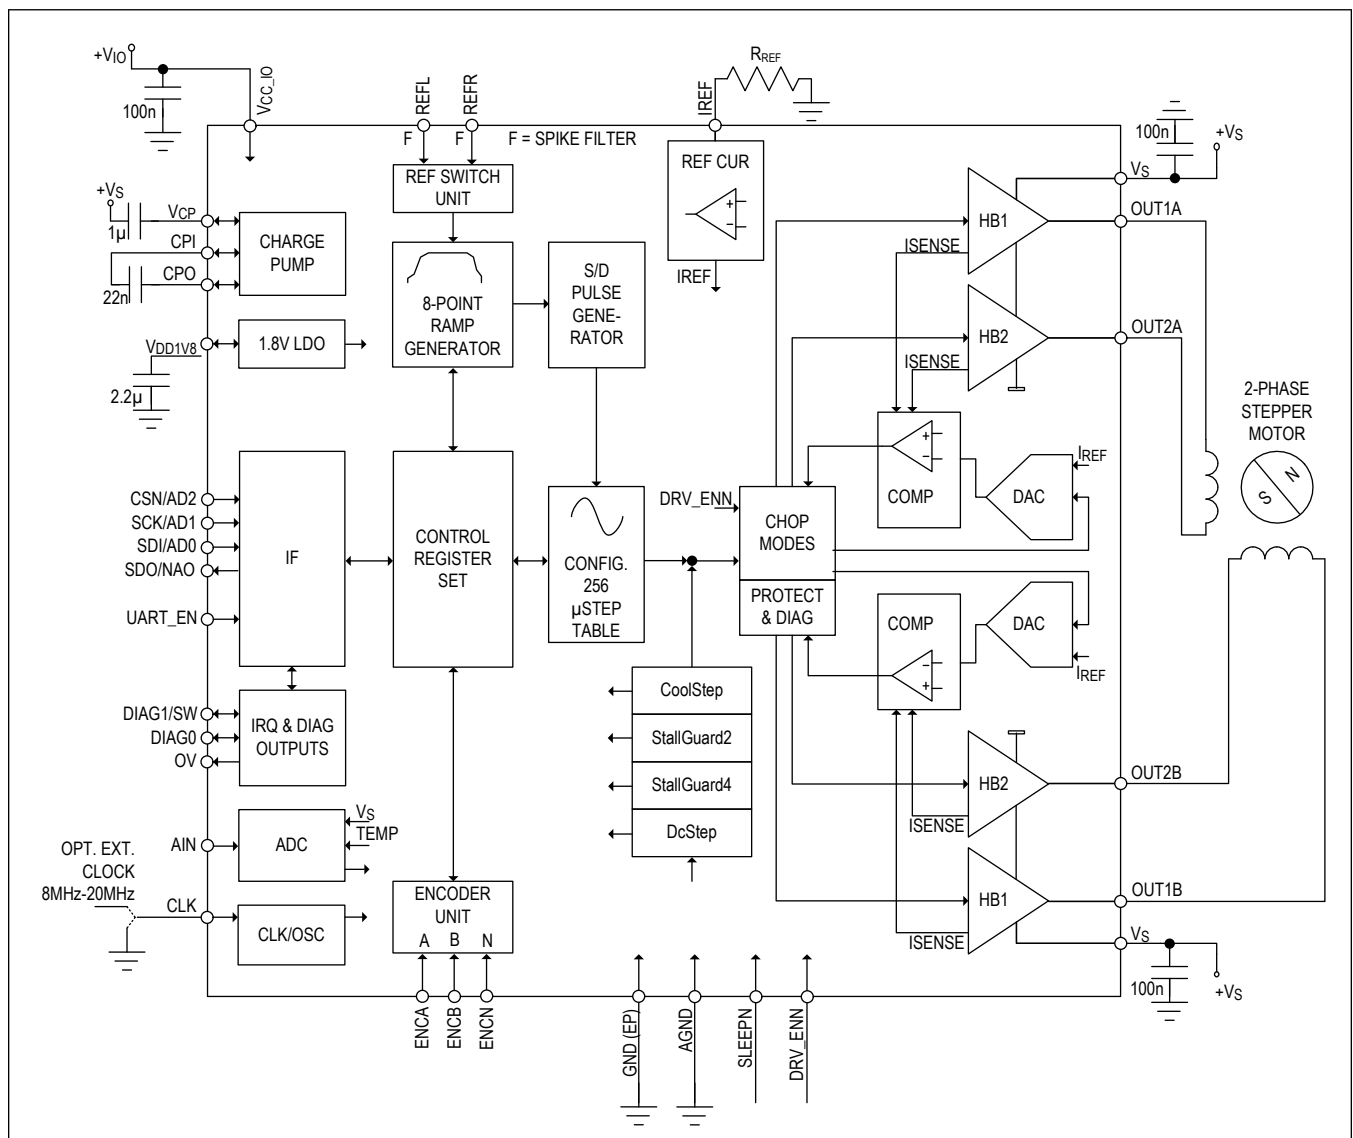 +VIO
100n
VCC_IO
REFL
REFR
F
F
F = SPIKE FILTER
REF SWITCH
UNIT
IREF
RREF
REF CUR
+
−
IREF
100n
+VS
VS
OUT1A
HB1
ISENSE
+VS
1µ
VCP
CPI
CPO
22n
CHARGE
PUMP
8-POINT
RAMP
GENERATOR
S/D
PULSE
GENE-
RATOR
HB2
OUT2A
ISENSE
VDD1V8
2.2µ
1.8V LDO
2-PHASE
STEPPER
MOTOR
S
N
+
−
COMP
DAC
IREF
CSN/AD2
SCK/AD1
SDI/AD0
SDO/NAO
UART_EN
IF
CONTROL
REGISTER
SET
CONFIG.
256
µSTEP
TABLE
DRV_ENN
CHOP
MODES
PROTECT
& DIAG
COMP
−
+
DAC
IREF
DIAG1/SW
DIAG0
OV
IRQ & DIAG
OUTPUTS
CoolStep
StallGuard2
StallGuard4
DcStep
HB2
OUT2B
ISENSE
AIN
ADC
VS
TEMP
OPT. EXT.
CLOCK
8MHz-20MHz
CLK
CLK/OSC
ENCODER
UNIT
A
B
N
HB1
OUT1B
ISENSE
VS
100n
+VS
ENCA
ENCB
ENCN
GND (EP)
AGND
SLEEPN
DRV_ENN